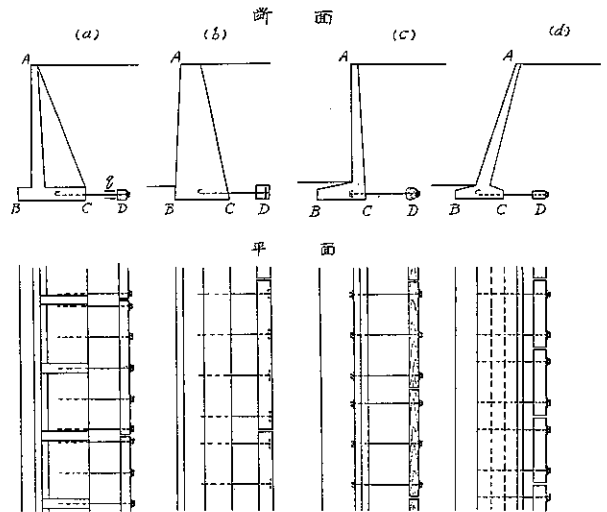 断 面
(a) (b) (c) (d)
A A A A
B C D B C D B C D B C D
平 面